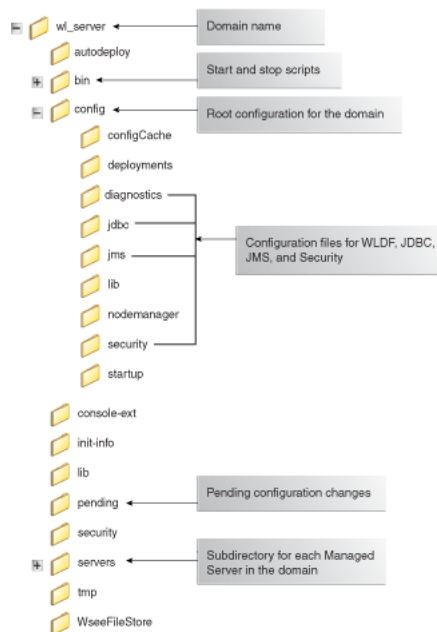 wl_server
Domain name
autodeploy
bin
Start and stop scripts
config
Root configuration for the domain
configCache
deployments
diagnostics
jdbc
jms
Configuration files for WLDF, JDBC,
JMS, and Security
lib
nodemanager
security
startup
console-ext
init-info
lib
pending
Pending configuration changes
security
servers
Subdirectory for each Managed
Server in the domain
tmp
WseeFileStore